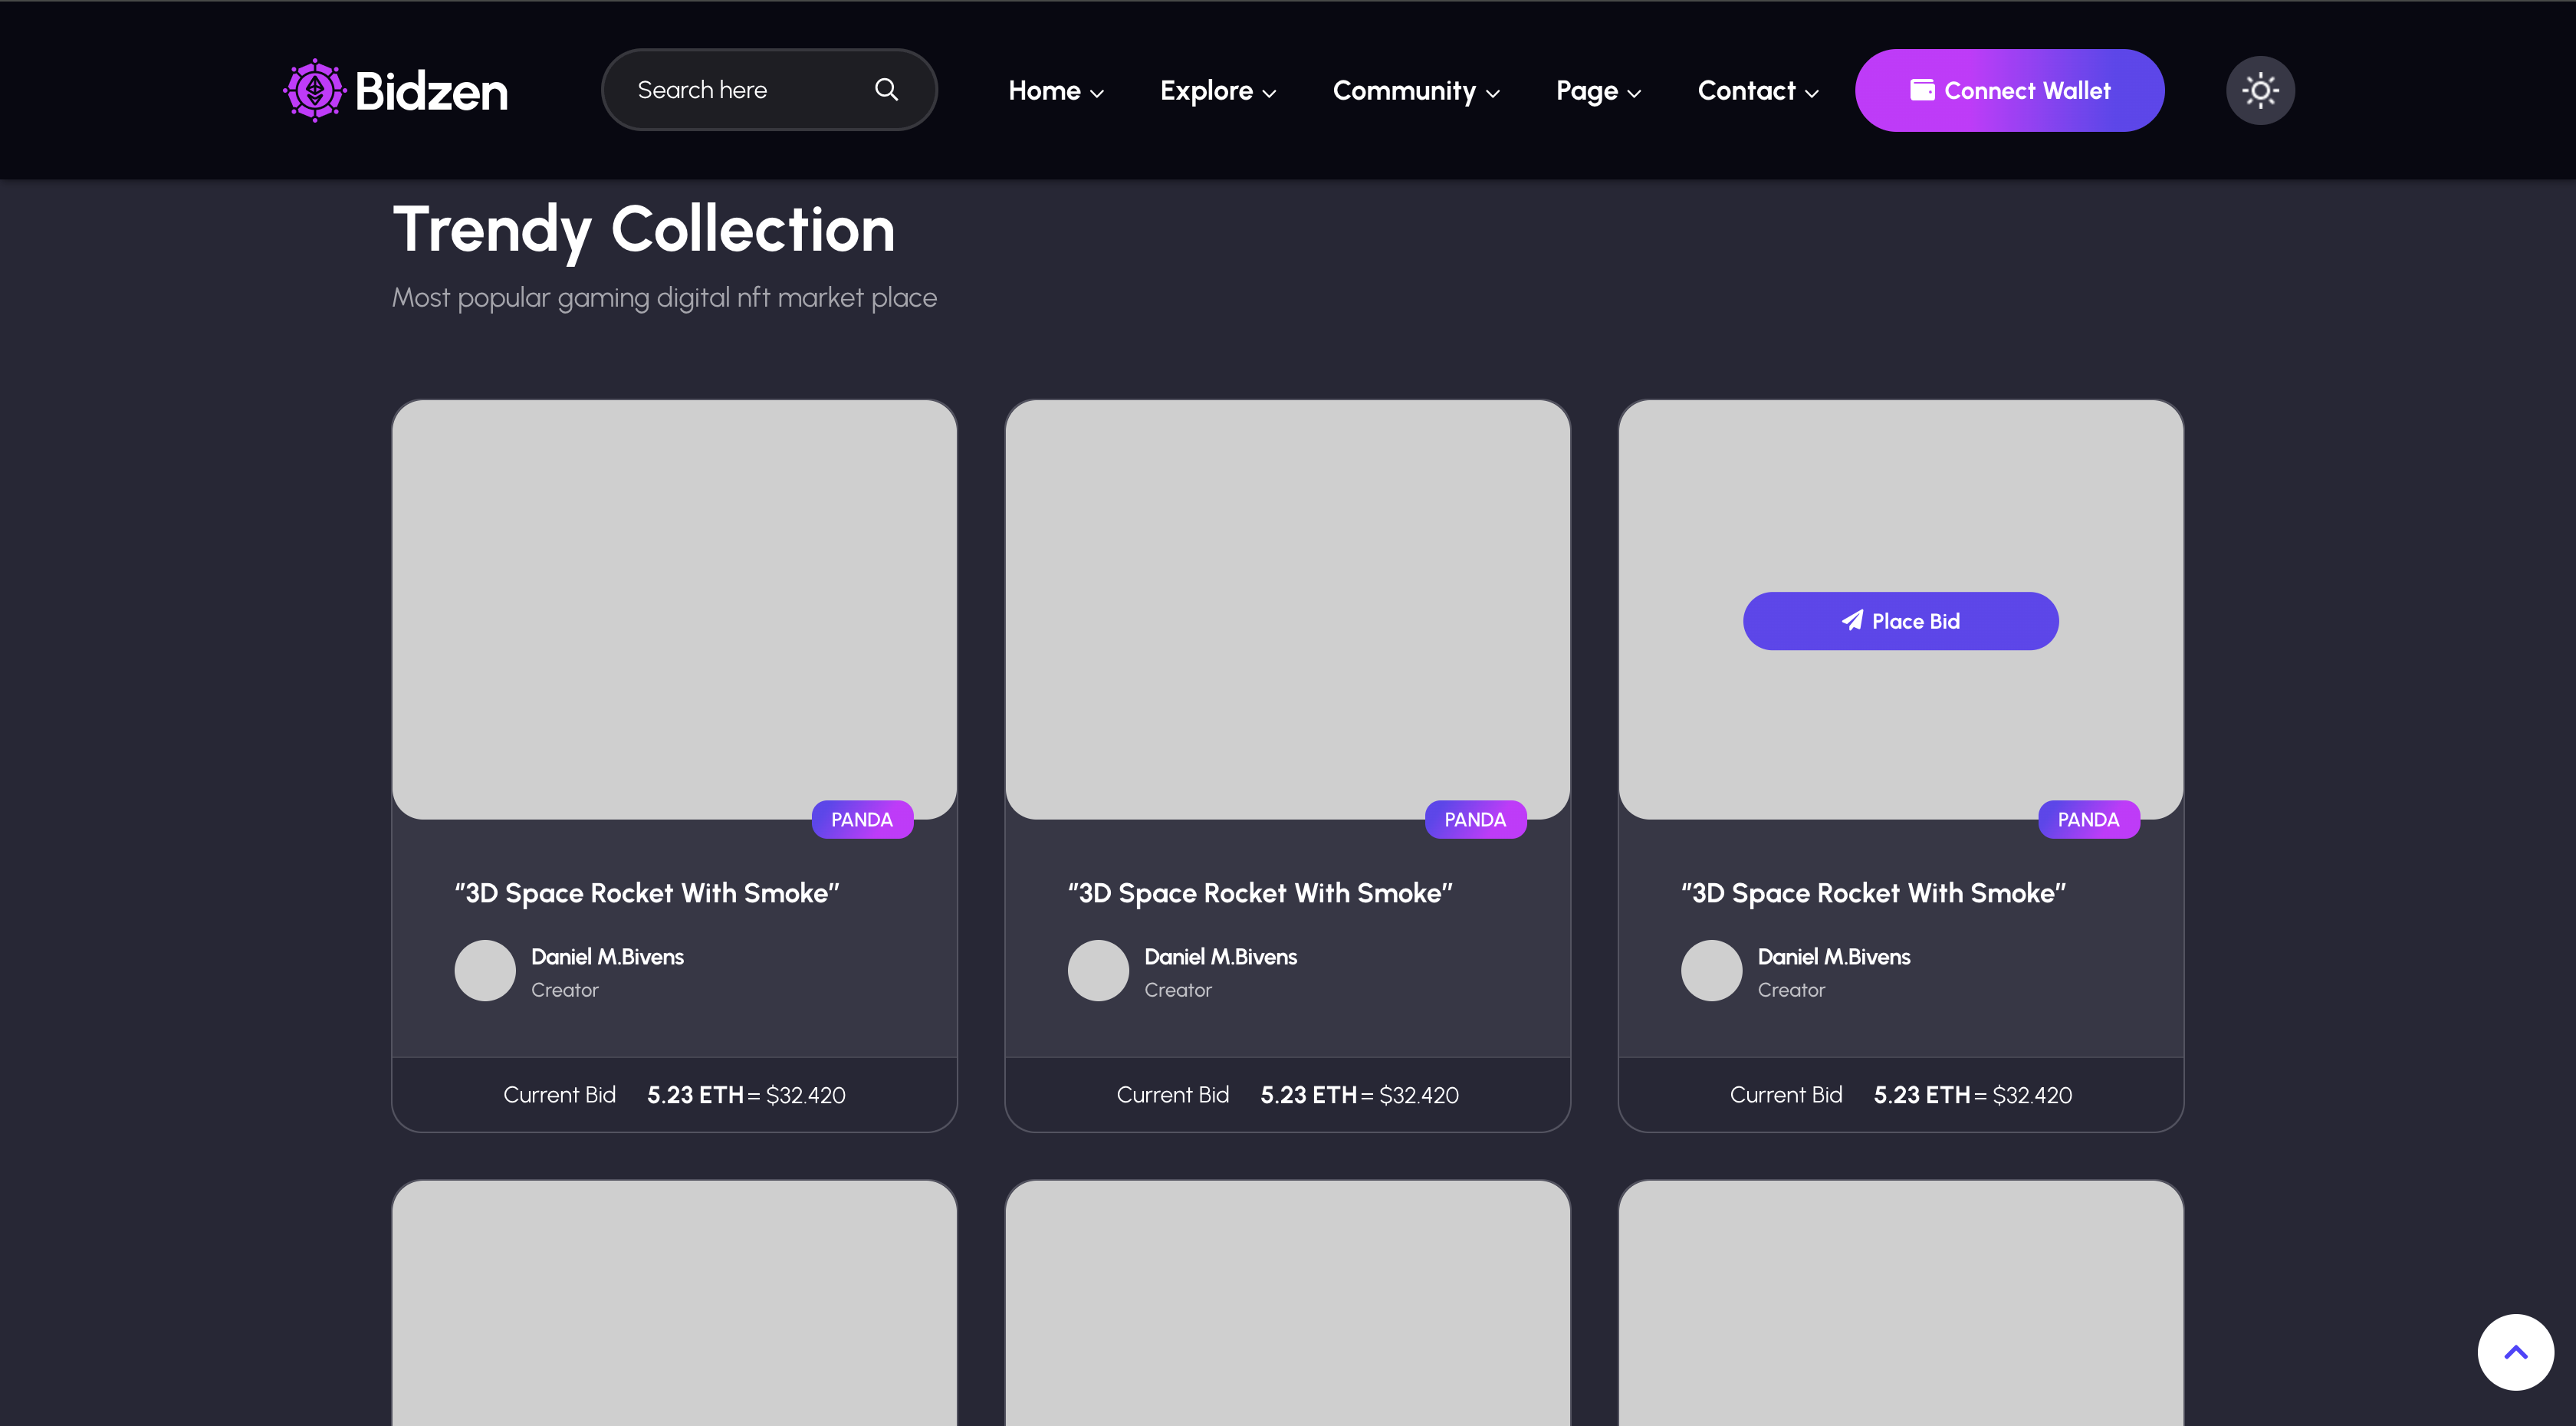 Bidzen
Search here
Home
Explore
Community
Page
Contact
Connect Wallet
Trendy Collection
Most popular gaming digital nft market place
Place Bid
PANDA
PANDA
PANDA
“3D Space Rocket With Smoke”
“3D Space Rocket With Smoke”
“3D Space Rocket With Smoke”
Daniel M.Bivens
Creator
Daniel M.Bivens
Creator
Daniel M.Bivens
Creator
Current Bid 5.23 ETH = $32.420
Current Bid 5.23 ETH = $32.420
Current Bid 5.23 ETH = $32.420